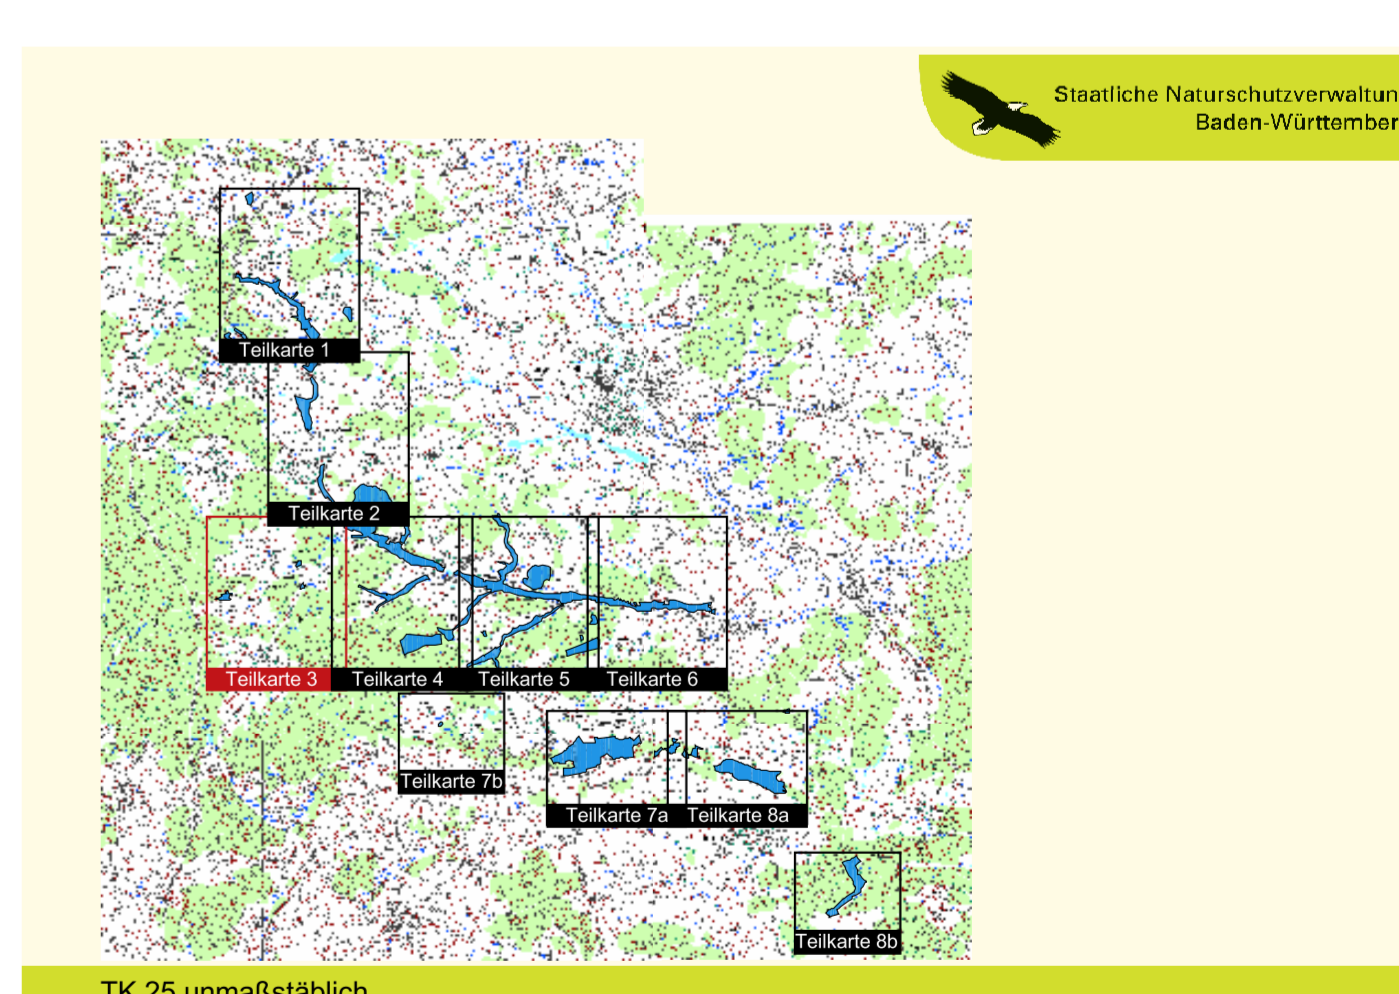 Staatliche Naturschutzverwaltun
Baden-Württember
Teilkarte 1
Teilkarte 2
Teilkarte 3
Teilkarte 4
Teilkarte 5
Teilkarte 6
Teilkarte 7b
Teilkarte 7a
Teilkarte 8a
Teilkarte 8b
TK 25 unmaßstäblich